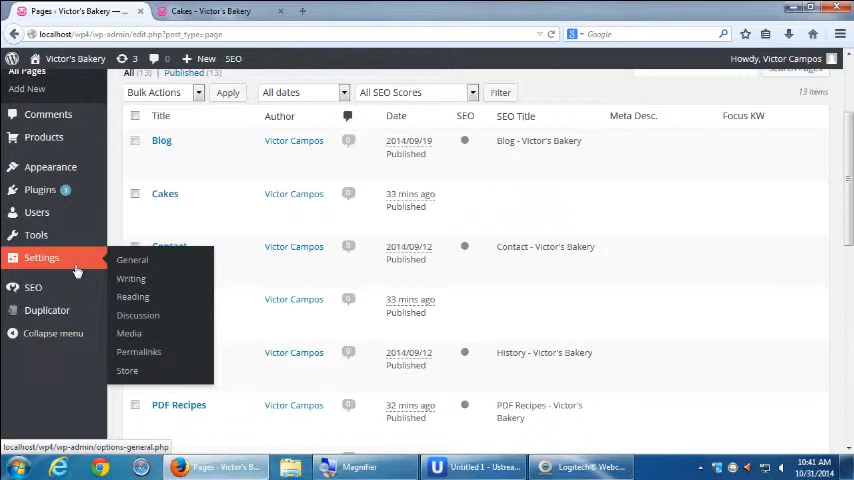 Pages ‹ Victor's Bakery —...
Cakes - Victor's Bakery
localhost/wp4/wp-admin/edit.php?post_type=page
Google
Victor's Bakery
3
0
New
SEO
Howdy, Victor Campos
All Pages
Add New
Comments
Products
Appearance
Plugins 3
Users
Tools
Settings
SEO
Duplicator
Collapse menu
General
Writing
Reading
Discussion
Media
Permalinks
Store
All (13) | Published (13)
Search Pages
Bulk Actions
Apply
All dates
All SEO Scores
Filter
13 items
Title Author Date SEO SEO Title Meta Desc. Focus KW
Blog Victor Campos 0 2014/09/19 Blog - Victor's Bakery
Published
Cakes Victor Campos 0 33 mins ago
Published
Contact Victor Campos 0 2014/09/12 Contact - Victor's Bakery
Published
Victor Campos 0 33 mins ago
Published
Victor Campos 0 2014/09/12 History - Victor's Bakery
Published
PDF Recipes Victor Campos 0 32 mins ago PDF Recipes - Victor's
Published Bakery
localhost/wp4/wp-admin/options-general.php
Pages ‹ Victor's B...
Magnifier
Untitled 1 - Ustrea...
Logitech® Webc...
10:41 AM
10/31/2014